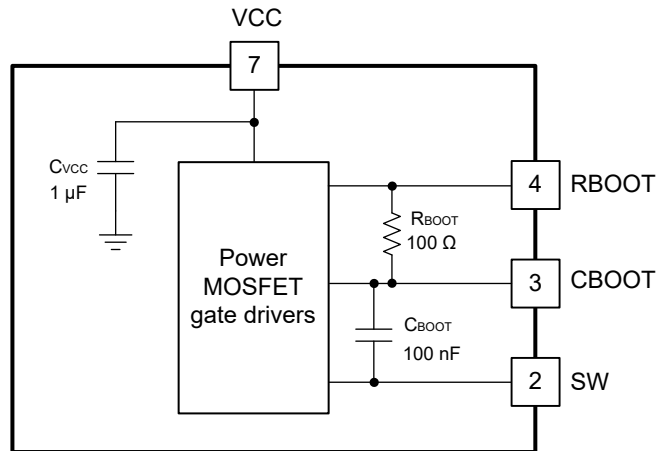 VCC
7
CVCC
1 µF
4 RBOOT
RBOOT
100 Ω
Power
MOSFET
gate drivers
3 CBOOT
CBOOT
100 nF
2 SW